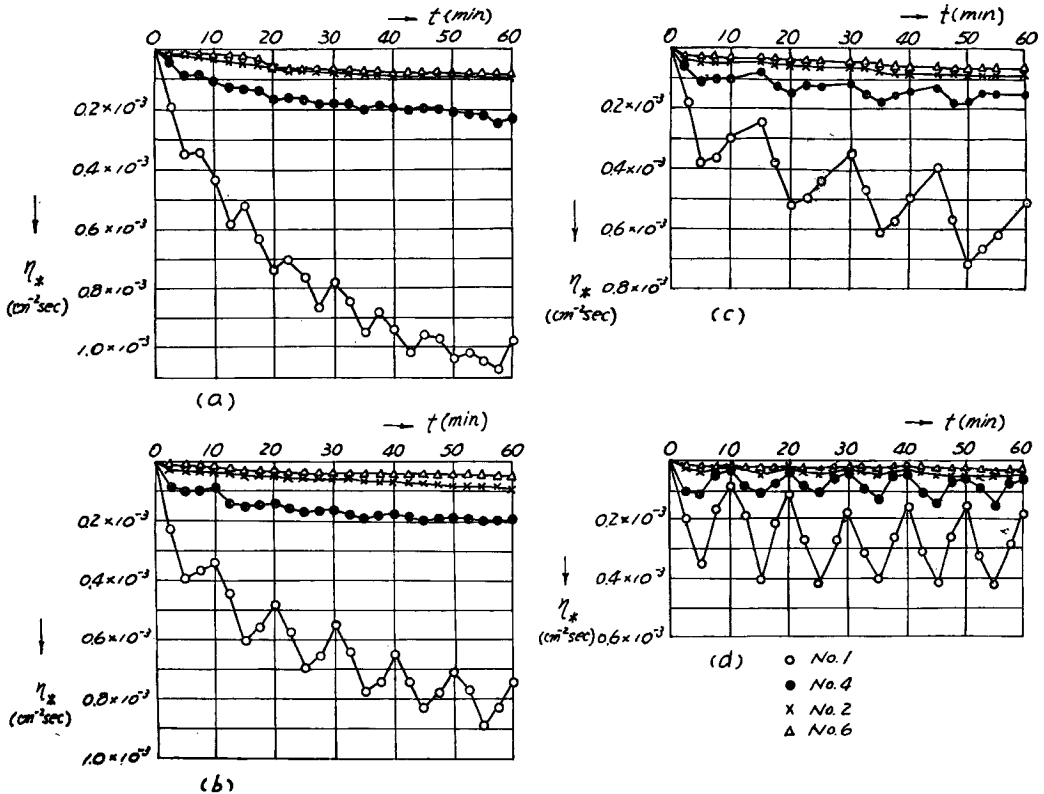 → t(min)
0 10 20 30 40 50 60
0.2×10⁻³
0.4×10⁻³
0.6×10⁻³
0.8×10⁻³
1.0×10⁻³
↓
η*
(cm⁻²sec)
(a)
→ t(min)
0 10 20 30 40 50 60
0.2×10⁻³
0.4×10⁻³
0.6×10⁻³
0.8×10⁻³
↓
η*
(cm⁻²sec)
(c)
→ t(min)
0 10 20 30 40 50 60
0.2×10⁻³
0.4×10⁻³
0.6×10⁻³
0.8×10⁻³
1.0×10⁻³
↓
η*
(cm⁻²sec)
(b)
→ t(min)
0 10 20 30 40 50 60
0.2×10⁻³
0.4×10⁻³
0.6×10⁻³
↓
η*
(cm⁻²sec)
(d)
○ No.1
● No.4
× No.2
△ No.6